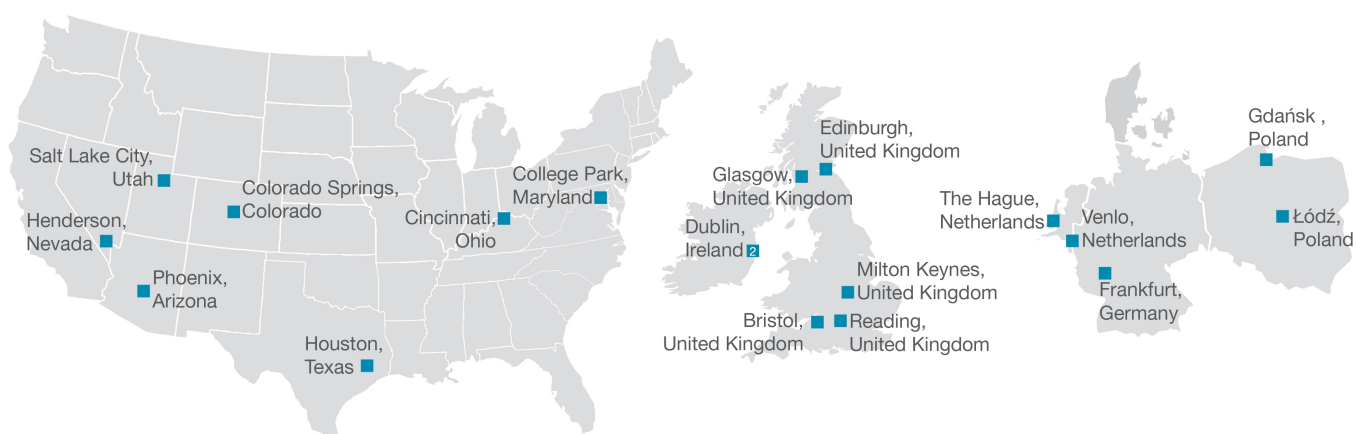 Salt Lake City,
Utah
Colorado Springs,
Colorado
College Park,
Maryland
Henderson,
Nevada
Cincinnati,
Ohio
Phoenix,
Arizona
Houston,
Texas
Edinburgh,
United Kingdom
Glasgow,
United Kingdom
Dublin,
Ireland 2
Milton Keynes,
United Kingdom
Bristol,
United Kingdom
Reading,
United Kingdom
Gdańsk ,
Poland
The Hague,
Netherlands
Venlo,
Netherlands
Łódź,
Poland
Frankfurt,
Germany